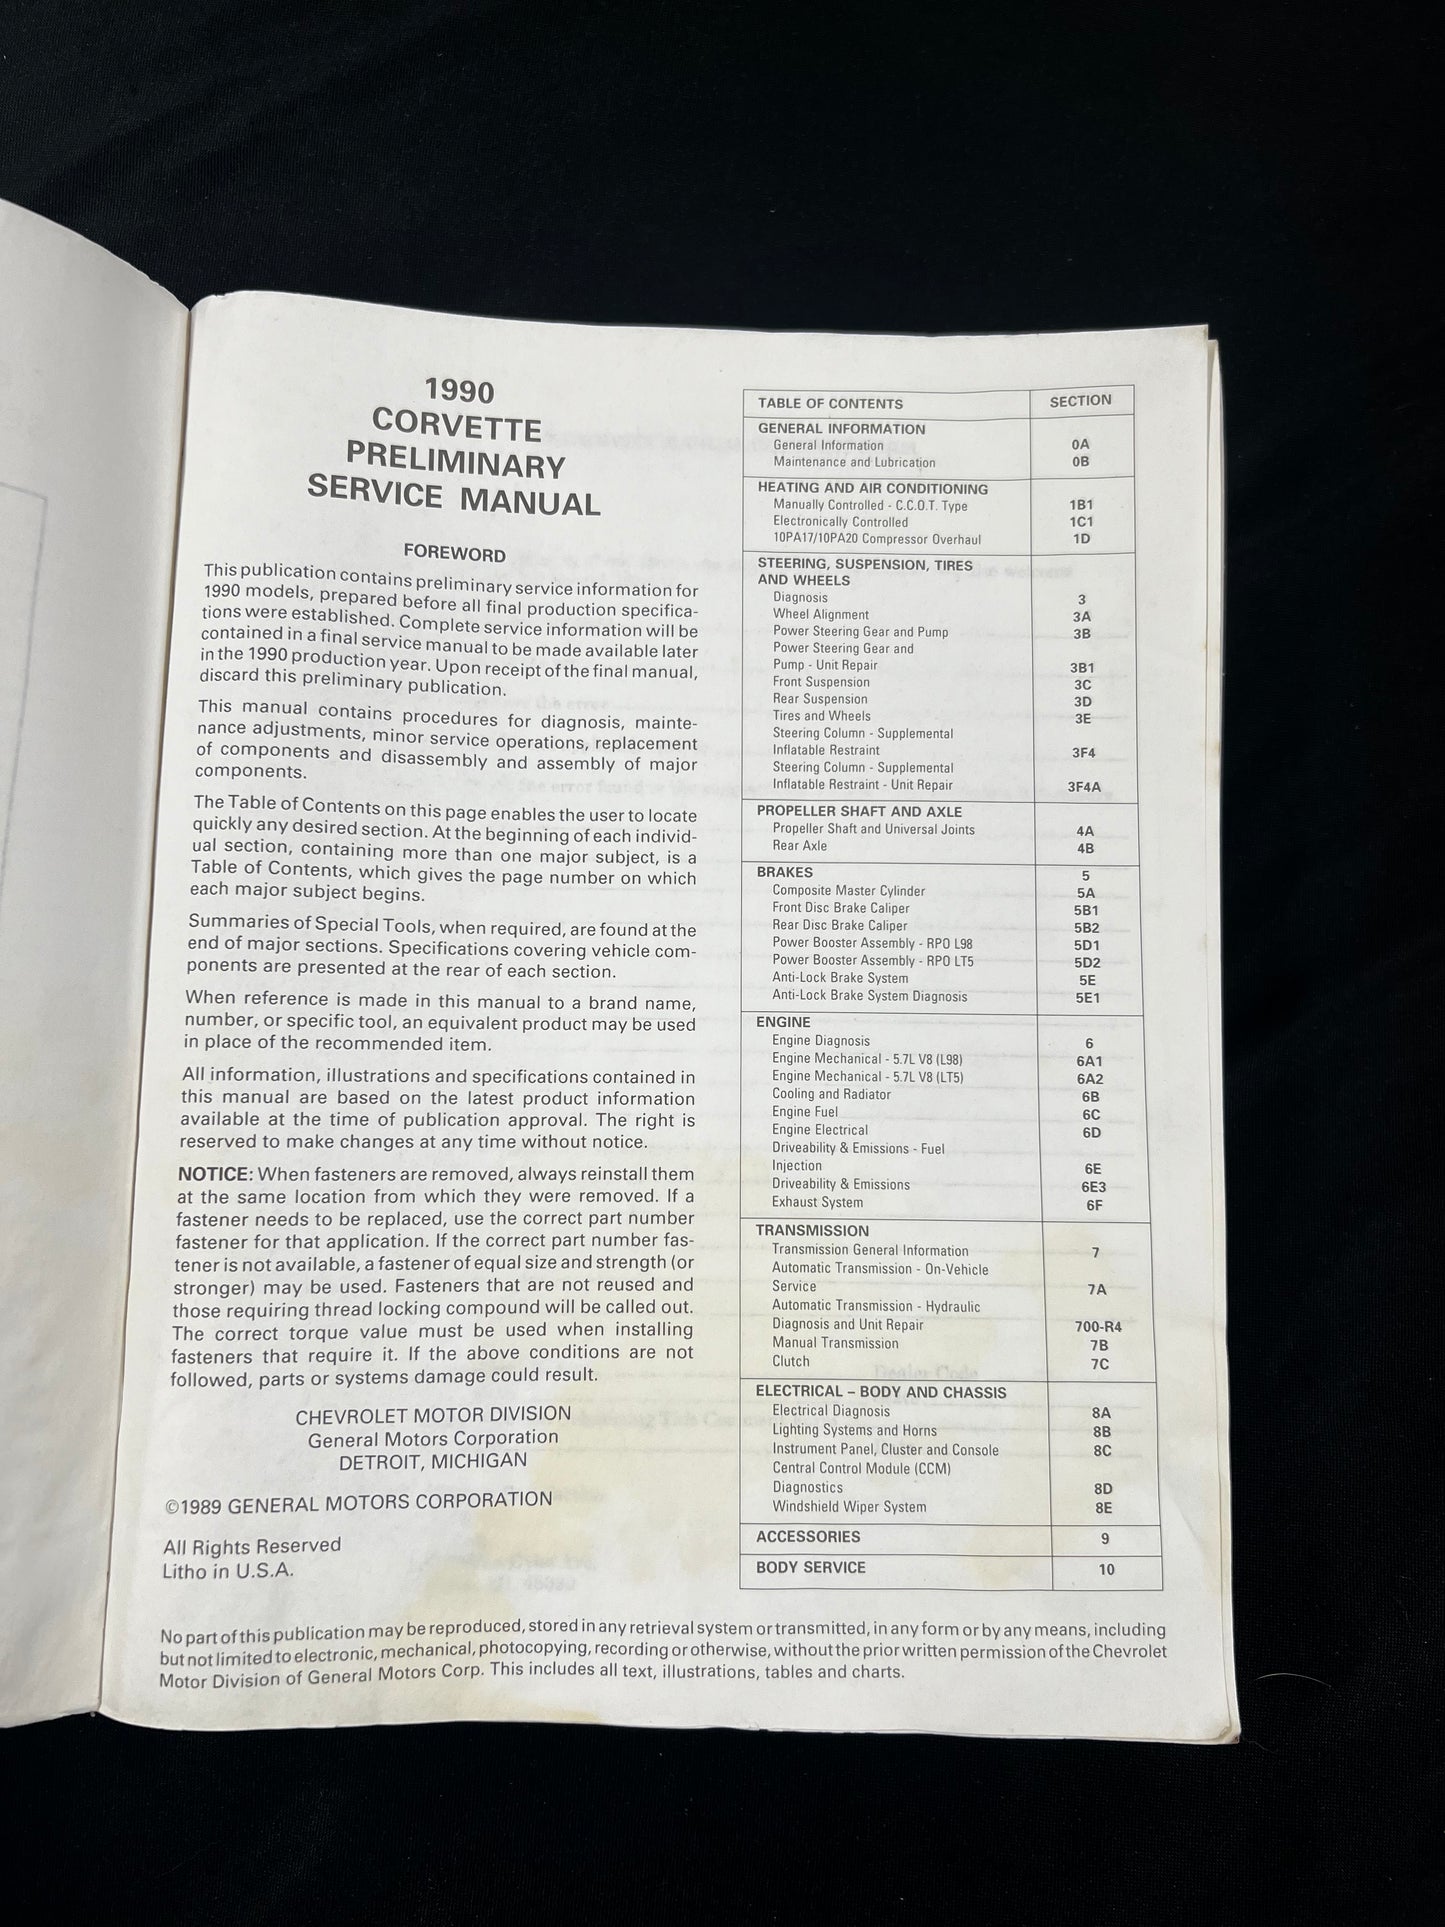 1990
CORVETTE
PRELIMINARY
SERVICE MANUAL
FOREWORD
This publication contains preliminary service information for
1990 models, prepared before all final production specifica-
tions were established. Complete service information will be
contained in a final service manual to be made available later
in the 1990 production year. Upon receipt of the final manual,
discard this preliminary publication.
This manual contains procedures for diagnosis, mainte-
nance adjustments, minor service operations, replacement
of components and disassembly and assembly of major
components.
The Table of Contents on this page enables the user to locate
quickly any desired section. At the beginning of each individ-
ual section, containing more than one major subject, is a
Table of Contents, which gives the page number on which
each major subject begins.
Summaries of Special Tools, when required, are found at the
end of major sections. Specifications covering vehicle com-
ponents are presented at the rear of each section.
When reference is made in this manual to a brand name,
number, or specific tool, an equivalent product may be used
in place of the recommended item.
All information, illustrations and specifications contained in
this manual are based on the latest product information
available at the time of publication approval. The right is
reserved to make changes at any time without notice.
NOTICE: When fasteners are removed, always reinstall them
at the same location from which they were removed. If a
fastener needs to be replaced, use the correct part number
fastener for that application. If the correct part number fas-
tener is not available, a fastener of equal size and strength (or
stronger) may be used. Fasteners that are not reused and
those requiring thread locking compound will be called out.
The correct torque value must be used when installing
fasteners that require it. If the above conditions are not
followed, parts or systems damage could result.
CHEVROLET MOTOR DIVISION
General Motors Corporation
DETROIT, MICHIGAN
©1989 GENERAL MOTORS CORPORATION
All Rights Reserved
Litho in U.S.A.
TABLE OF CONTENTS SECTION
GENERAL INFORMATION
General Information 0A
Maintenance and Lubrication 0B
HEATING AND AIR CONDITIONING
Manually Controlled - C.C.O.T. Type 1B1
Electronically Controlled 1C1
10PA17/10PA20 Compressor Overhaul 1D
STEERING, SUSPENSION, TIRES
AND WHEELS
Diagnosis 3
Wheel Alignment 3A
Power Steering Gear and Pump 3B
Power Steering Gear and
Pump - Unit Repair 3B1
Front Suspension 3C
Rear Suspension 3D
Tires and Wheels 3E
Steering Column - Supplemental
Inflatable Restraint 3F4
Steering Column - Supplemental
Inflatable Restraint - Unit Repair 3F4A
PROPELLER SHAFT AND AXLE
Propeller Shaft and Universal Joints 4A
Rear Axle 4B
BRAKES 5
Composite Master Cylinder 5A
Front Disc Brake Caliper 5B1
Rear Disc Brake Caliper 5B2
Power Booster Assembly - RPO L98 5D1
Power Booster Assembly - RPO LT5 5D2
Anti-Lock Brake System 5E
Anti-Lock Brake System Diagnosis 5E1
ENGINE
Engine Diagnosis 6
Engine Mechanical - 5.7L V8 (L98) 6A1
Engine Mechanical - 5.7L V8 (LT5) 6A2
Cooling and Radiator 6B
Engine Fuel 6C
Engine Electrical 6D
Driveability & Emissions - Fuel
Injection 6E
Driveability & Emissions 6E3
Exhaust System 6F
TRANSMISSION
Transmission General Information 7
Automatic Transmission - On-Vehicle
Service 7A
Automatic Transmission - Hydraulic
Diagnosis and Unit Repair 700-R4
Manual Transmission 7B
Clutch 7C
ELECTRICAL – BODY AND CHASSIS
Electrical Diagnosis 8A
Lighting Systems and Horns 8B
Instrument Panel, Cluster and Console 8C
Central Control Module (CCM)
Diagnostics 8D
Windshield Wiper System 8E
ACCESSORIES 9
BODY SERVICE 10
No part of this publication may be reproduced, stored in any retrieval system or transmitted, in any form or by any means, including
but not limited to electronic, mechanical, photocopying, recording or otherwise, without the prior written permission of the Chevrolet
Motor Division of General Motors Corp. This includes all text, illustrations, tables and charts.